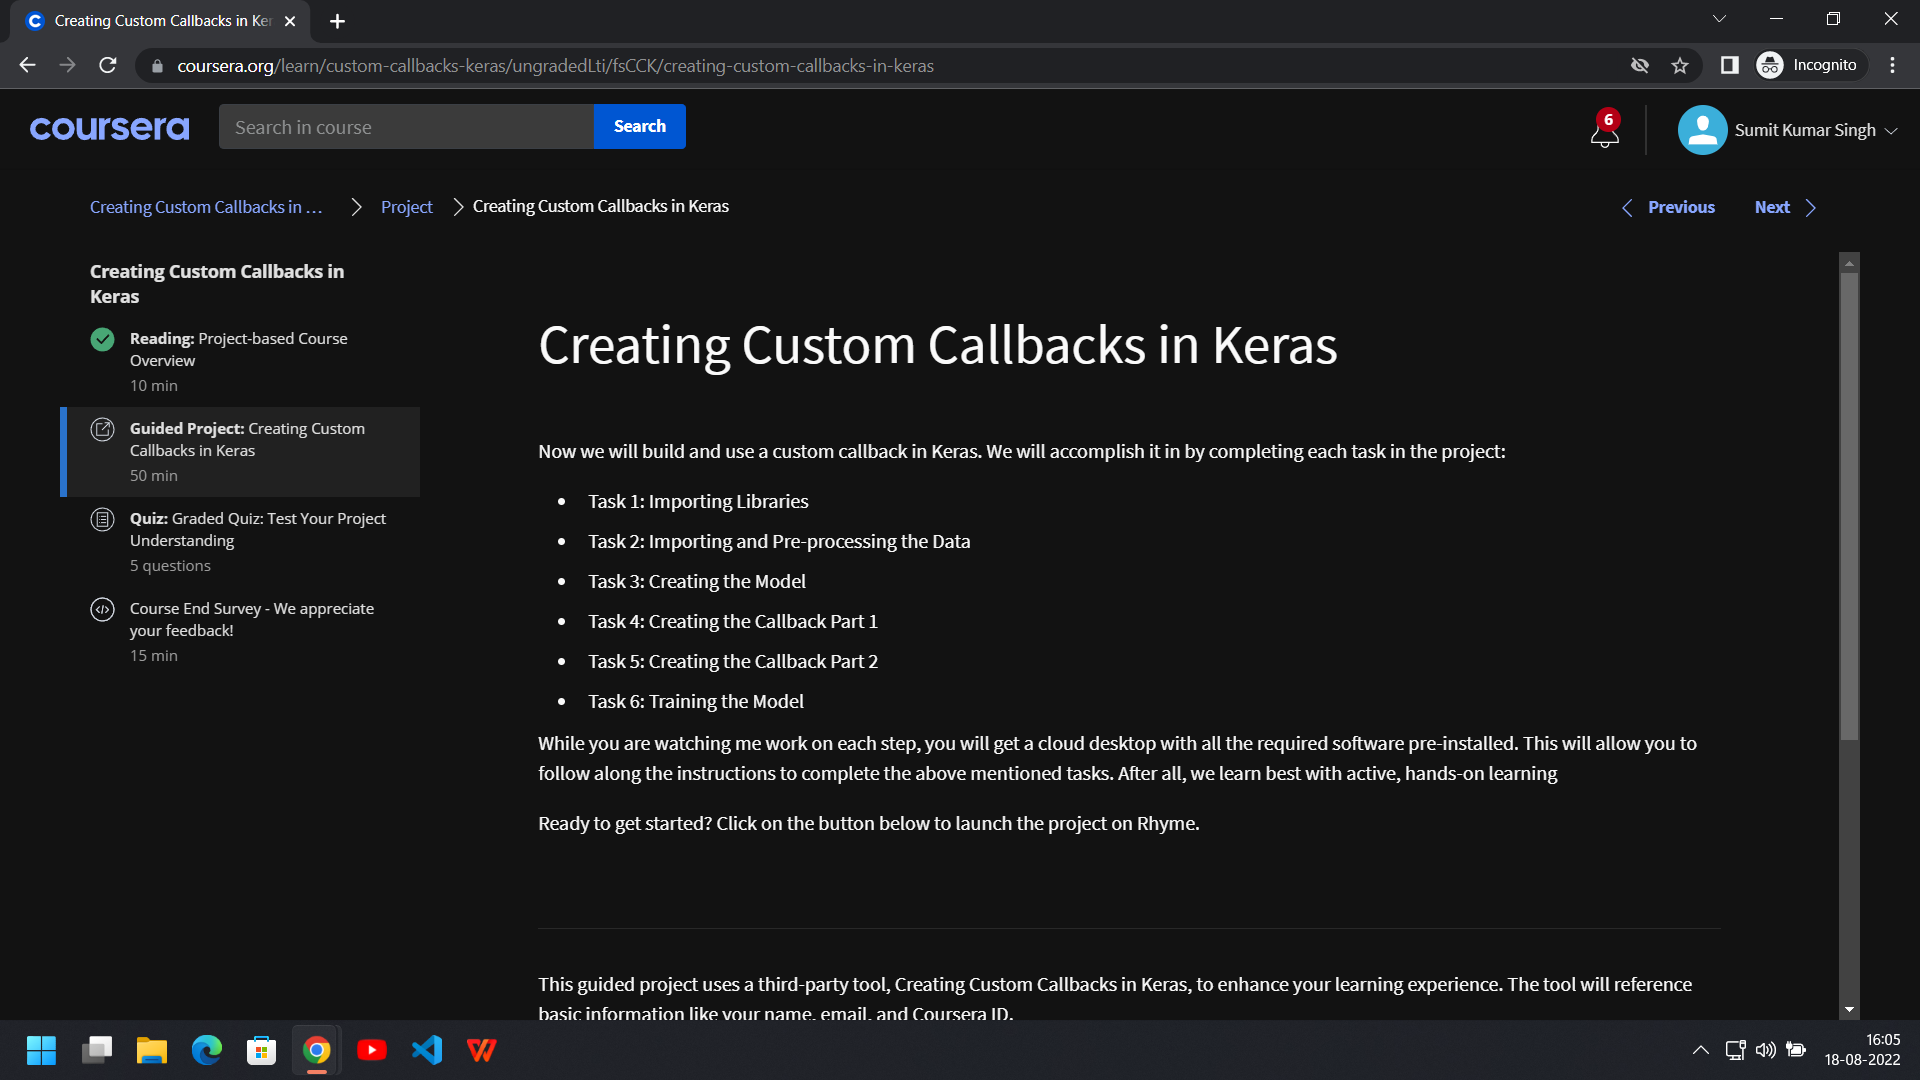 Creating Custom Callbacks in Ker
coursera.org/learn/custom-callbacks-keras/ungradedLti/fsCCK/creating-custom-callbacks-in-keras
Incognito
coursera
Search in course
Search
6
Sumit Kumar Singh
Creating Custom Callbacks in ...
Project
Creating Custom Callbacks in Keras
Previous
Next
Creating Custom Callbacks in
Keras
Reading: Project-based Course
Overview
10 min
Guided Project: Creating Custom
Callbacks in Keras
50 min
Quiz: Graded Quiz: Test Your Project
Understanding
5 questions
Course End Survey - We appreciate
your feedback!
15 min
Creating Custom Callbacks in Keras
Now we will build and use a custom callback in Keras. We will accomplish it in by completing each task in the project:
• Task 1: Importing Libraries
• Task 2: Importing and Pre-processing the Data
• Task 3: Creating the Model
• Task 4: Creating the Callback Part 1
• Task 5: Creating the Callback Part 2
• Task 6: Training the Model
While you are watching me work on each step, you will get a cloud desktop with all the required software pre-installed. This will allow you to
follow along the instructions to complete the above mentioned tasks. After all, we learn best with active, hands-on learning
Ready to get started? Click on the button below to launch the project on Rhyme.
This guided project uses a third-party tool, Creating Custom Callbacks in Keras, to enhance your learning experience. The tool will reference
basic information like your name, email, and Coursera ID.
16:05
18-08-2022